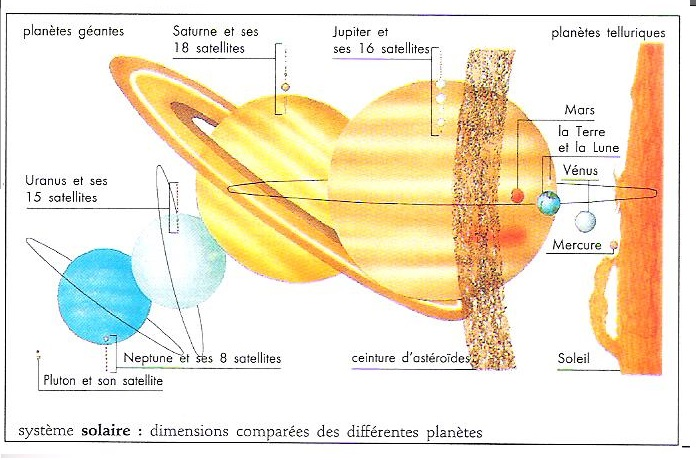 planètes géantes
Saturne et ses
18 satellites
Jupiter et
ses 16 satellites
planètes telluriques
Mars
la Terre
et la Lune
Vénus
Uranus et ses
15 satellites
Mercure
Neptune et ses 8 satellites
ceinture d'astéroïdes
Soleil
Pluton et son satellite
système solaire : dimensions comparées des différentes planètes